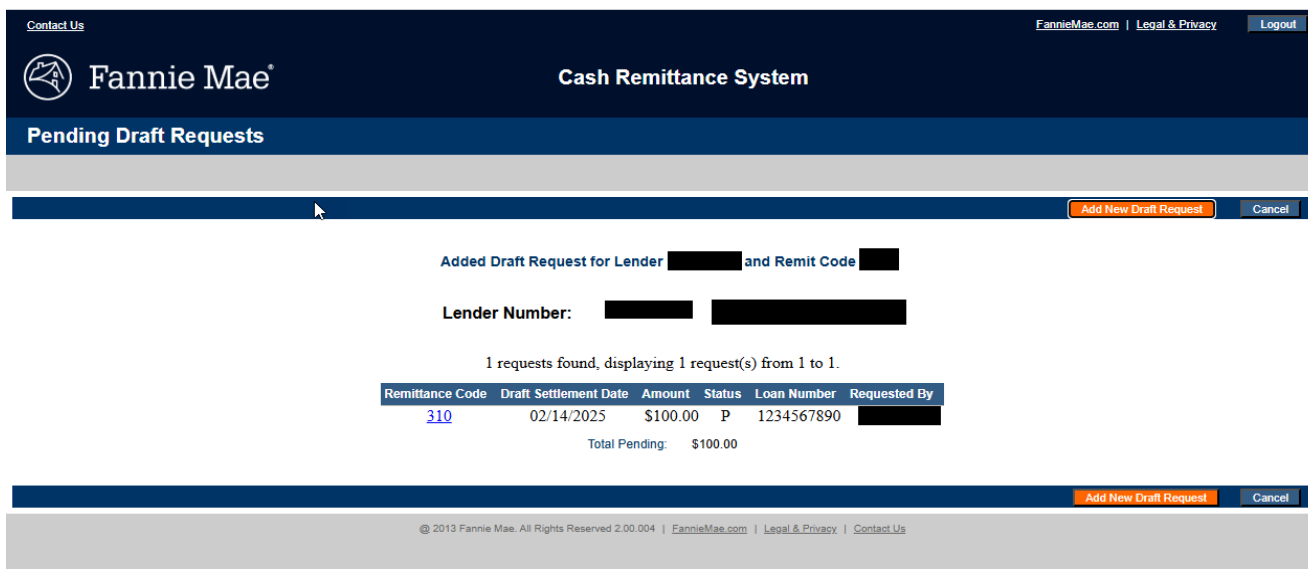 Contact Us FannieMae.com | Legal & Privacy Logout
Fannie Mae® Cash Remittance System
Pending Draft Requests
Add New Draft Request Cancel
Added Draft Request for Lender and Remit Code
Lender Number:
1 requests found, displaying 1 request(s) from 1 to 1.
Remittance Code Draft Settlement Date Amount Status Loan Number Requested By
310 02/14/2025 $100.00 P 1234567890
Total Pending: $100.00
Add New Draft Request Cancel
@ 2013 Fannie Mae. All Rights Reserved 2.00.004 | FannieMae.com | Legal & Privacy | Contact Us